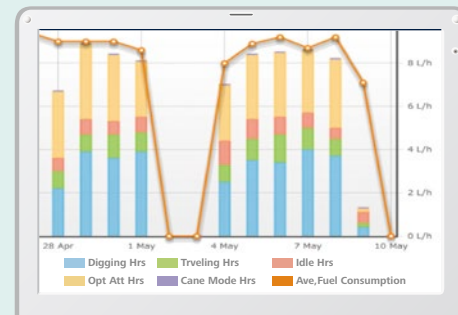 8 L/h
6 L/h
4 L/h
2 L/h
0 L/h
28 Apr 1 May 4 May 7 May 10 May
Digging Hrs Trveling Hrs Idle Hrs
Opt Att Hrs Cane Mode Hrs Ave,Fuel Consumption